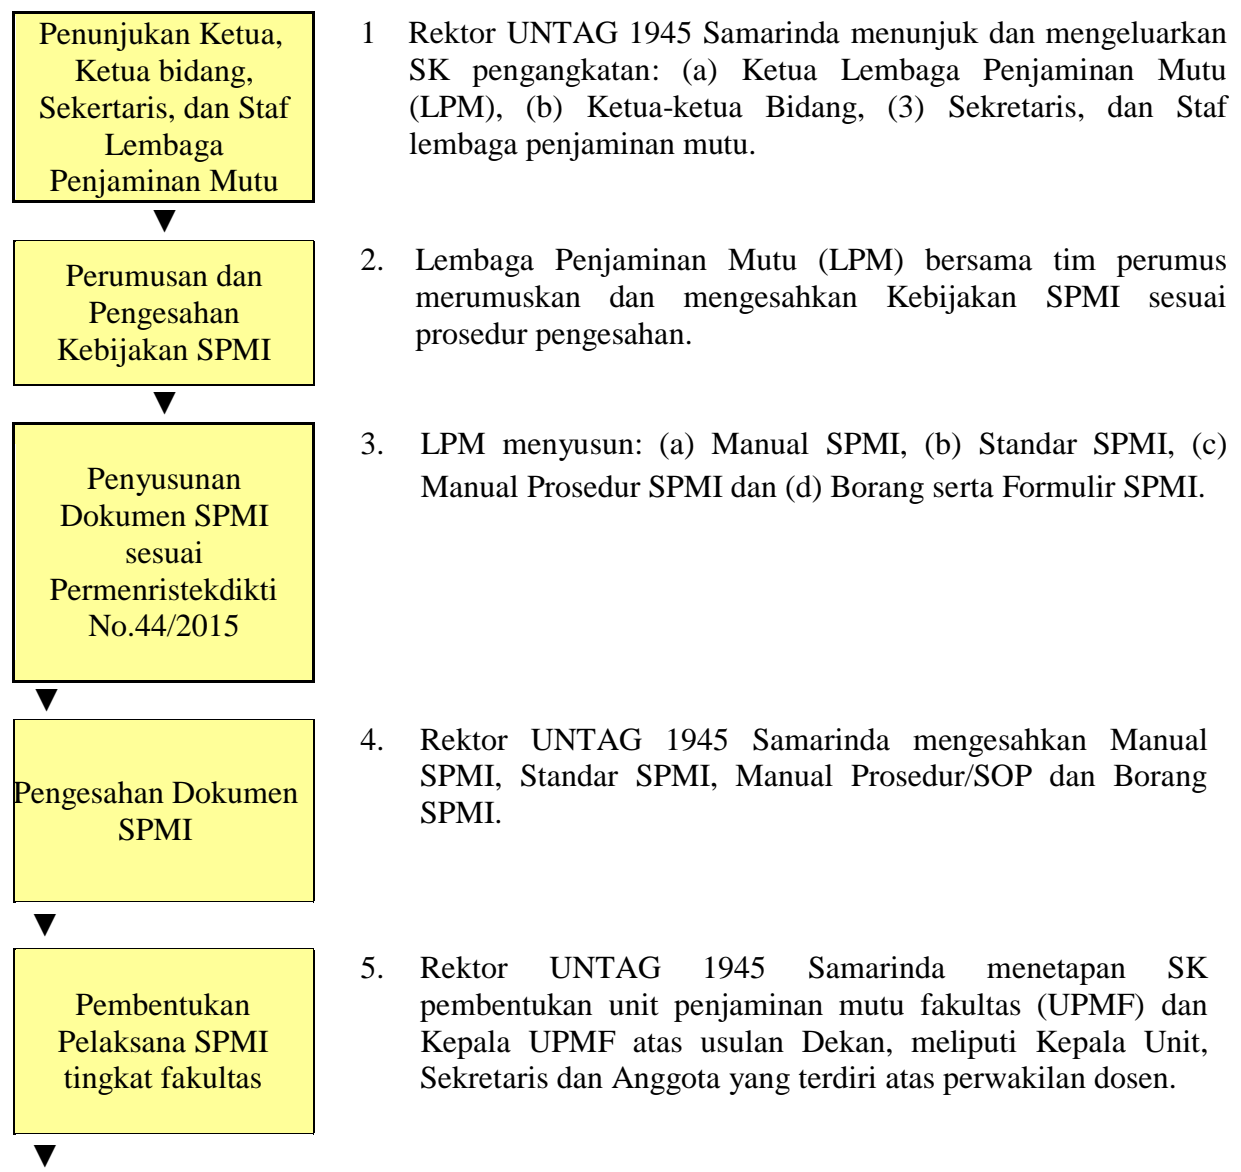 Penunjukan Ketua,
Ketua bidang,
Sekertaris, dan Staf
Lembaga
Penjaminan Mutu
1 Rektor UNTAG 1945 Samarinda menunjuk dan mengeluarkan
SK pengangkatan: (a) Ketua Lembaga Penjaminan Mutu
(LPM), (b) Ketua-ketua Bidang, (3) Sekretaris, dan Staf
lembaga penjaminan mutu.
Perumusan dan
Pengesahan
Kebijakan SPMI
2. Lembaga Penjaminan Mutu (LPM) bersama tim perumus
merumuskan dan mengesahkan Kebijakan SPMI sesuai
prosedur pengesahan.
Penyusunan
Dokumen SPMI
sesuai
Permenristekdikti
No.44/2015
3. LPM menyusun: (a) Manual SPMI, (b) Standar SPMI, (c)
Manual Prosedur SPMI dan (d) Borang serta Formulir SPMI.
Pengesahan Dokumen
SPMI
4. Rektor UNTAG 1945 Samarinda mengesahkan Manual
SPMI, Standar SPMI, Manual Prosedur/SOP dan Borang
SPMI.
Pembentukan
Pelaksana SPMI
tingkat fakultas
5. Rektor UNTAG 1945 Samarinda menetapan SK
pembentukan unit penjaminan mutu fakultas (UPMF) dan
Kepala UPMF atas usulan Dekan, meliputi Kepala Unit,
Sekretaris dan Anggota yang terdiri atas perwakilan dosen.